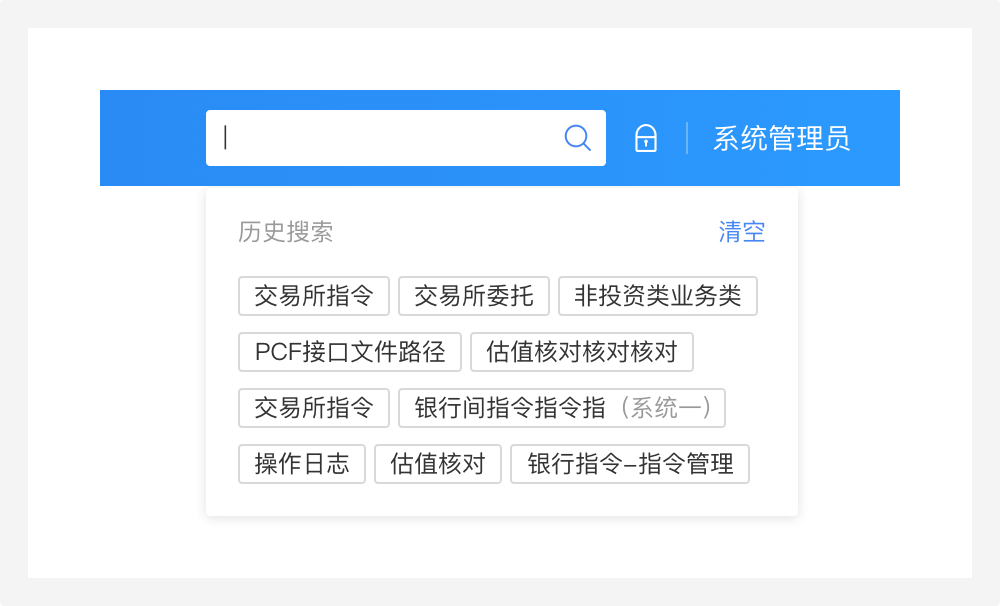 系统管理员
历史搜索 清空
交易所指令 交易所委托 非投资类业务类
PCF接口文件路径 估值核对核对核对
交易所指令 银行间指令指令指（系统一）
操作日志 估值核对 银行指令-指令管理